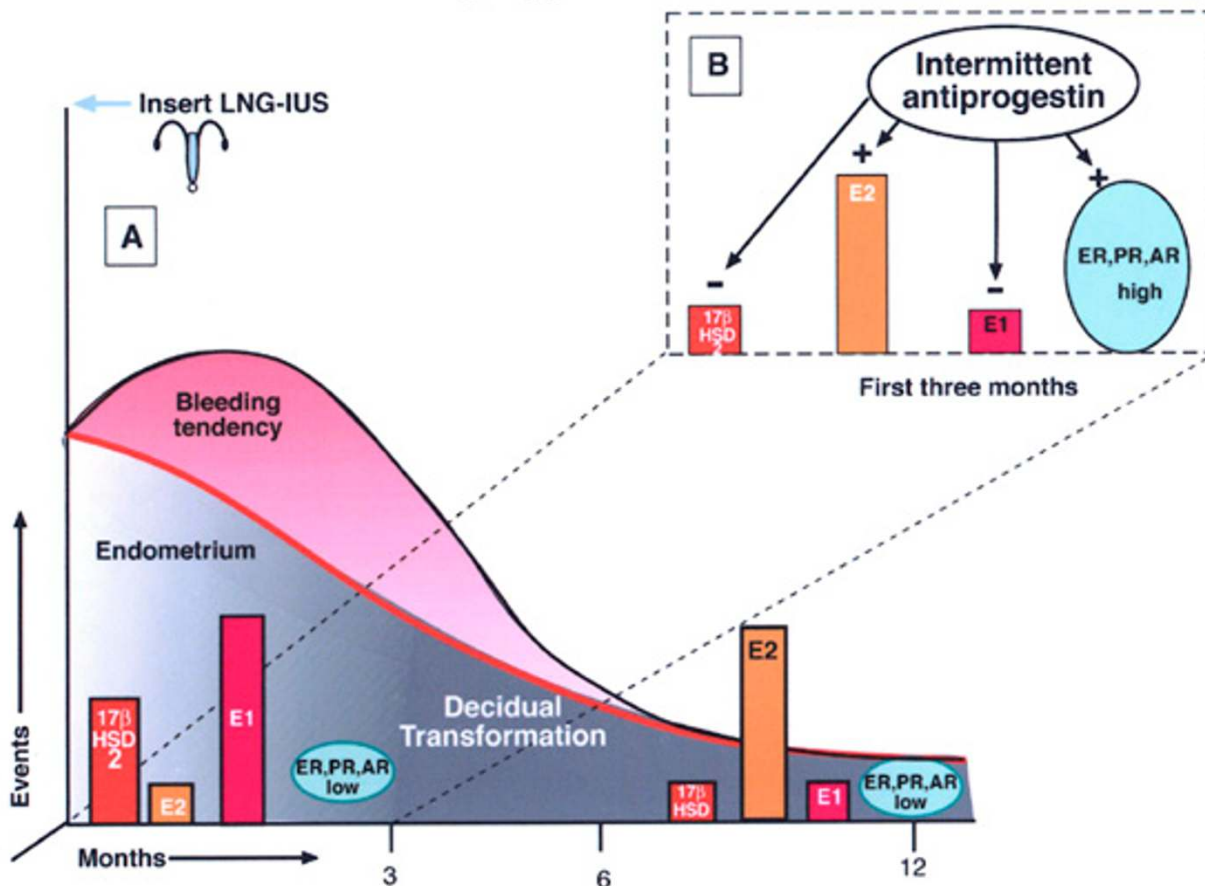 B
Intermittent
antiprogestin
Insert LNG-IUS
+
E2
+
A
ER,PR,AR
high
-
17β
HSD
2
-
E1
First three months
Bleeding
tendency
Endometrium
E2
17β
HSD
2
E1
Decidual
Transformation
ER,PR,AR
low
E2
17β
HSD
E1
ER,PR,AR
low
Events
Months
3
6
12